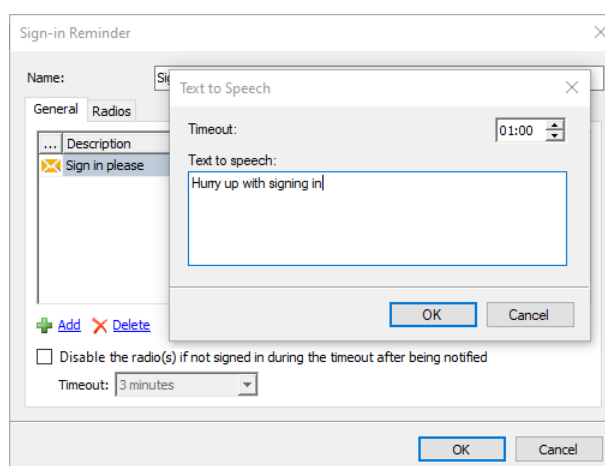 Sign-in Reminder
Name:
Text to Speech
General Radios
Timeout: 01:00
... Description
Text to speech:
Sign in please
Hurry up with signing in
OK Cancel
Add Delete
Disable the radio(s) if not signed in during the timeout after being notified
Timeout: 3 minutes
OK Cancel